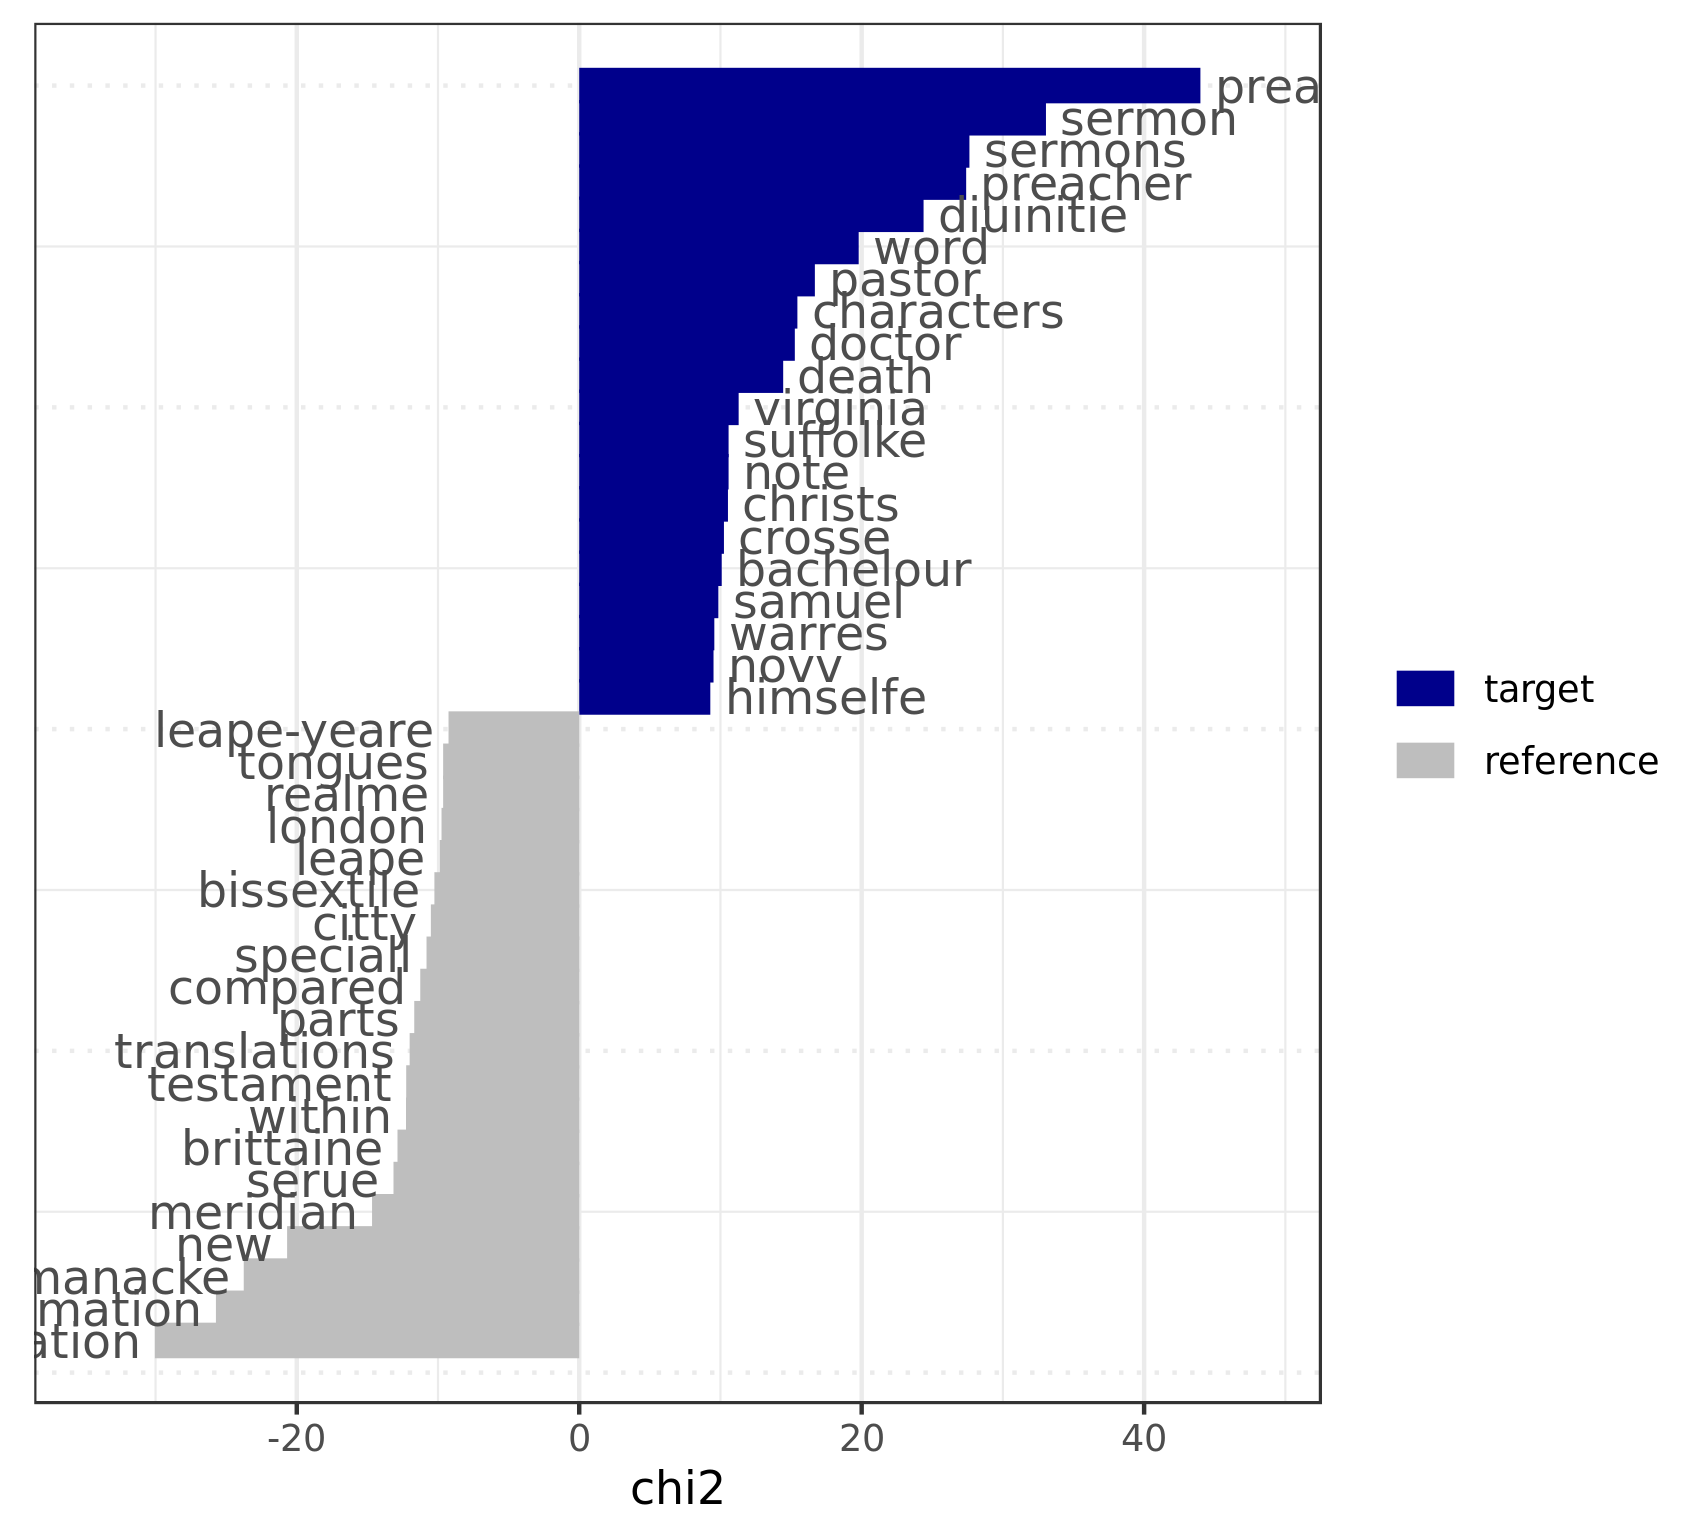 prea
sermon
sermons
preacher
diuinitie
word
pastor
characters
doctor
death
virginia
suffolke
note
christs
crosse
bachelour
samuel
warres
novv
himselfe
leape-yeare
tongues
realme
london
leape
bissextile
citty
speciall
compared
parts
translations
testament
within
brittaine
serue
meridian
new
manacke
mation
ation
target
reference
-20 0 20 40
chi2